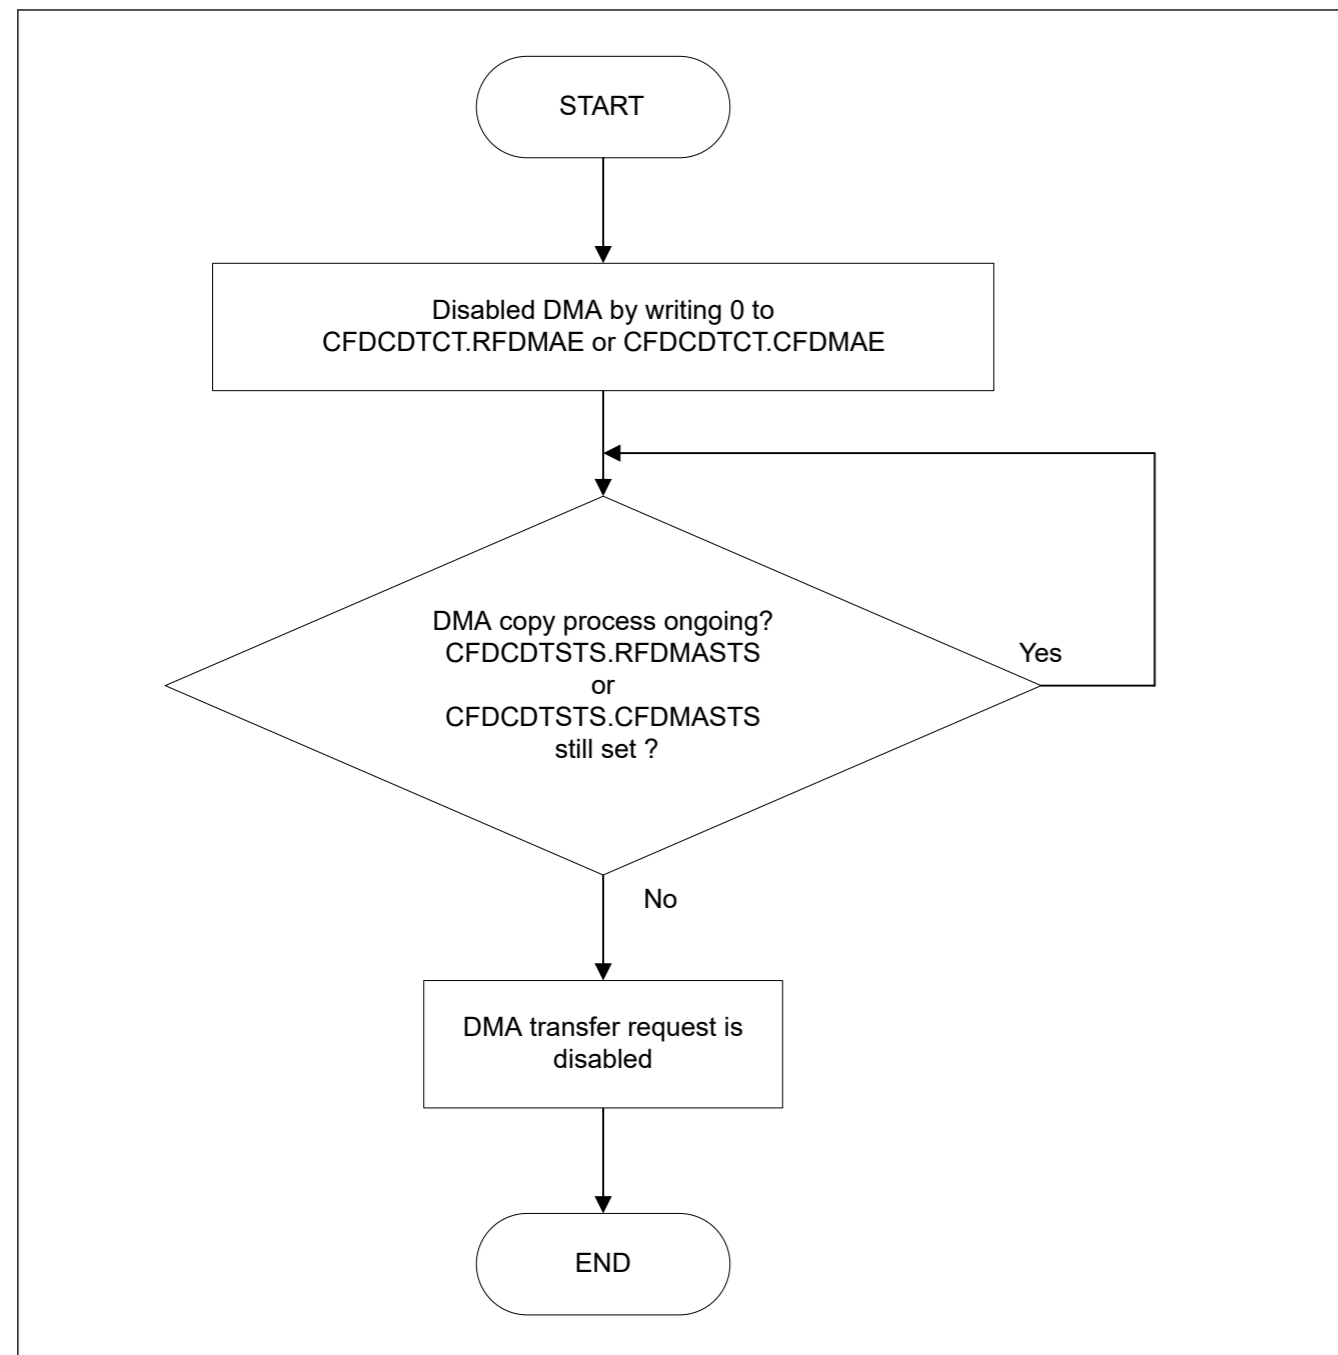 START
Disabled DMA by writing 0 to
CFDCDTCT.RFDMAE or CFDCDTCT.CFDMAE
DMA copy process ongoing?
CFDCDTSTS.RFDMASTS
or
CFDCDTSTS.CFDMASTS
still set ?
Yes
No
DMA transfer request is
disabled
END